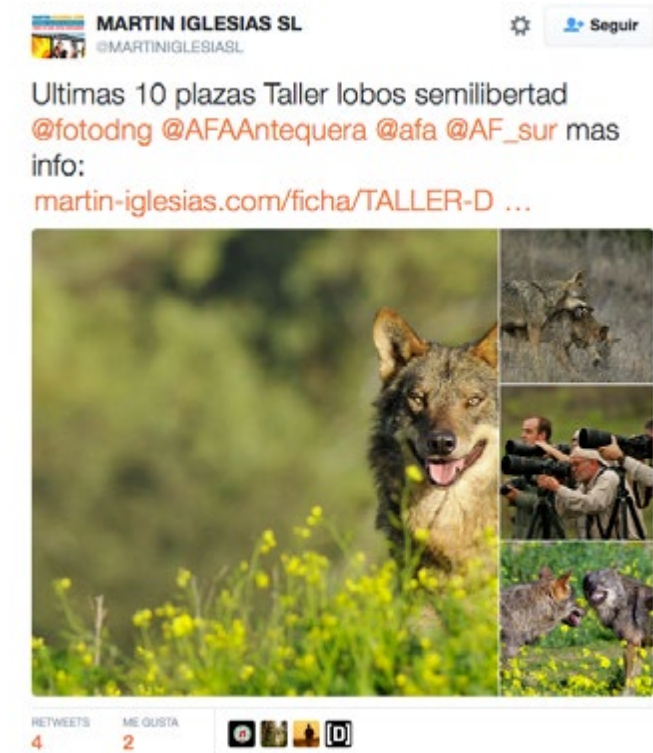 MARTIN IGLESIAS SL
@MARTINIGLESIASL
Seguir
Ultimas 10 plazas Taller lobos semilibertad
@fotodng @AFAAntequera @afa @AF_sur mas
info:
martin-iglesias.com/ficha/TALLER-D ...
RETWEETS
ME GUSTA
4
2
[D]